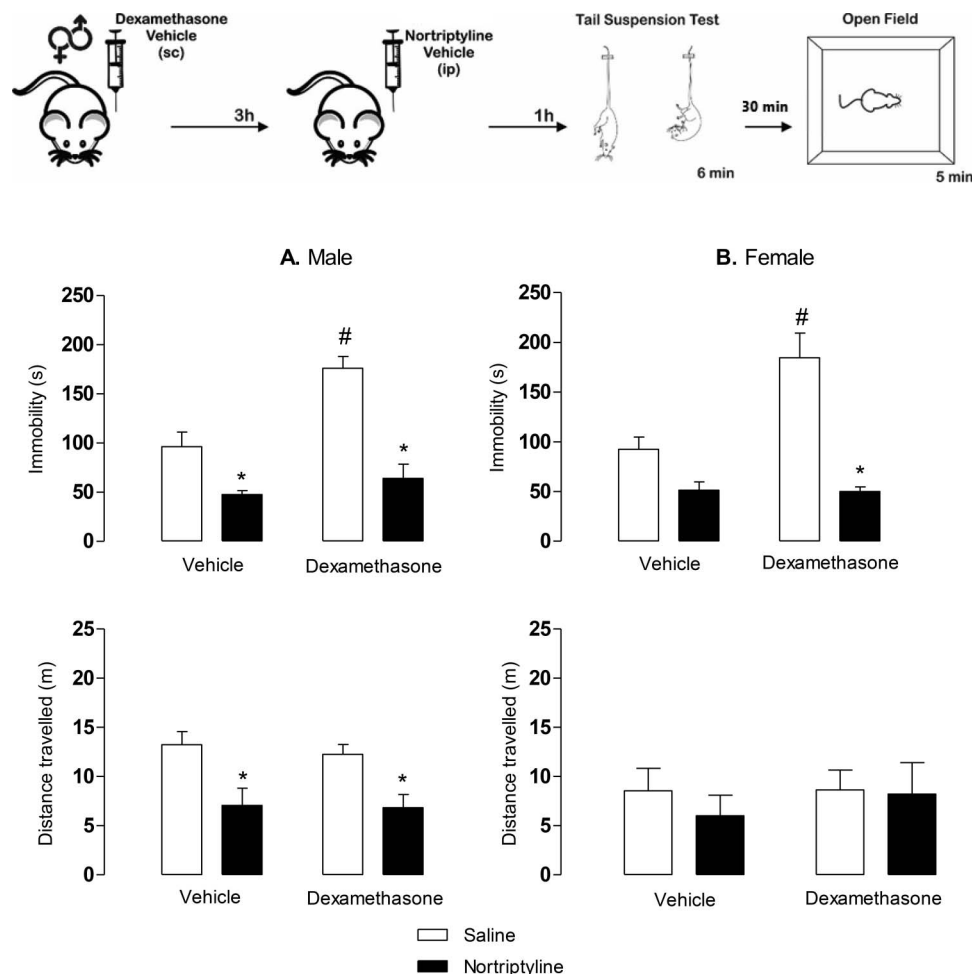 Dexamethasone
Vehicle
(sc)
3h
Nortriptyline
Vehicle
(ip)
1h
Tail Suspension Test
6 min
30 min
Open Field
5 min
A. Male
Immobility (s)
250
200
150
100
50
0
#
*
*
Vehicle
Dexamethasone
B. Female
Immobility (s)
250
200
150
100
50
0
#
*
Vehicle
Dexamethasone
Distance travelled (m)
25
20
15
10
5
0
*
*
Vehicle
Dexamethasone
Distance travelled (m)
25
20
15
10
5
0
Vehicle
Dexamethasone
Saline
Nortriptyline